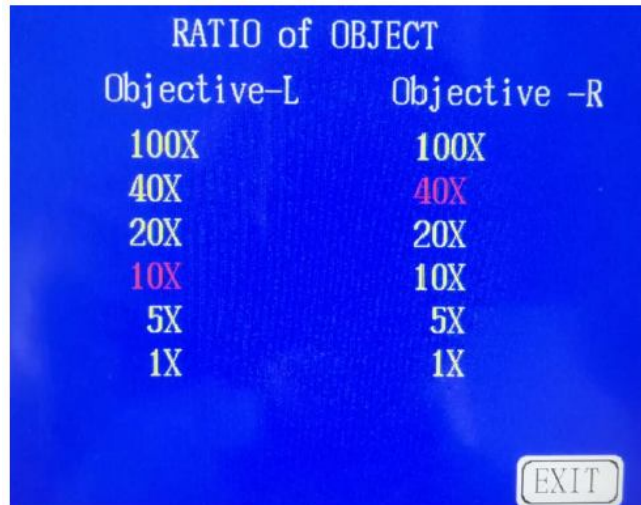 RATIO of OBJECT
Objective-L Objective -R
100X 100X
40X 40X
20X 20X
10X 10X
5X 5X
1X 1X
EXIT